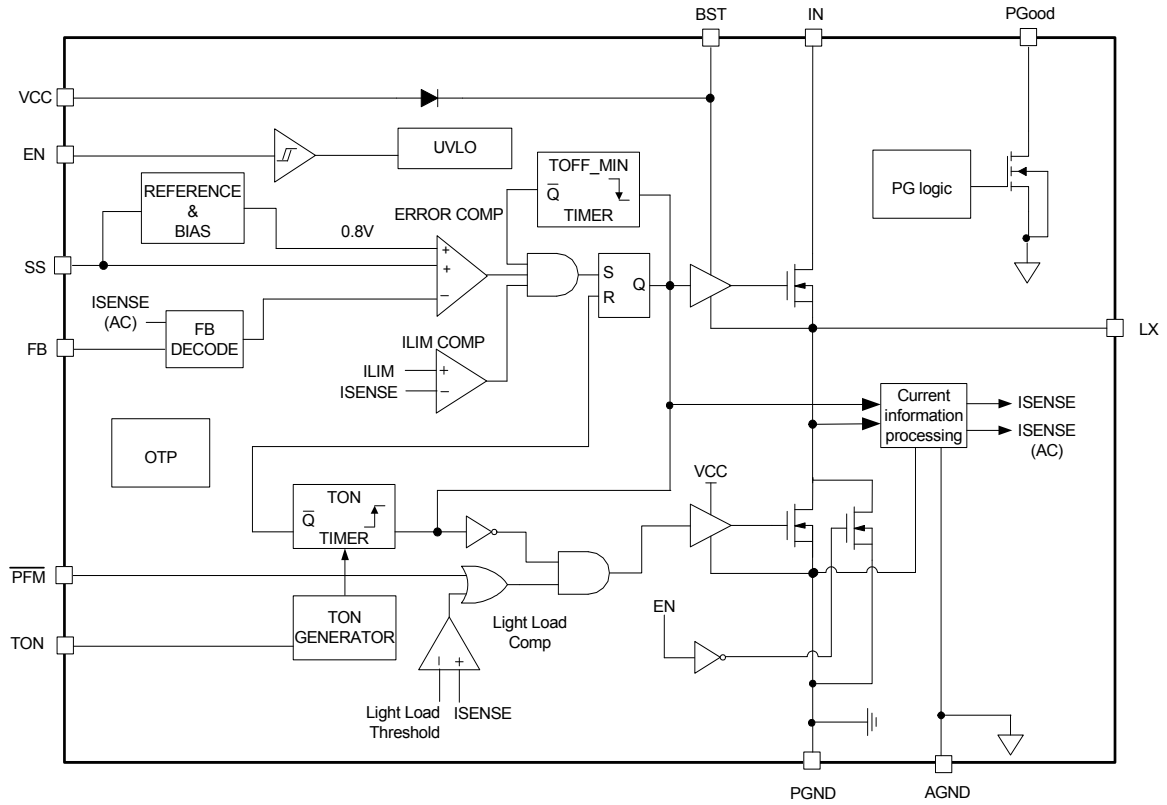 BST
IN
PGood
VCC
EN
UVLO
REFERENCE
&
BIAS
TOFF_MIN
Q̅
TIMER
PG logic
ERROR COMP
0.8V
+
+
−
SS
S
R
Q
ISENSE
(AC)
FB
FB
DECODE
ILIM COMP
ILIM
ISENSE
+
−
LX
Current
information
processing
ISENSE
ISENSE
(AC)
OTP
VCC
TON
Q̅
TIMER
P̅F̅M̅
TON
TON
GENERATOR
Light Load
Comp
EN
− +
Light Load
Threshold
ISENSE
PGND
AGND